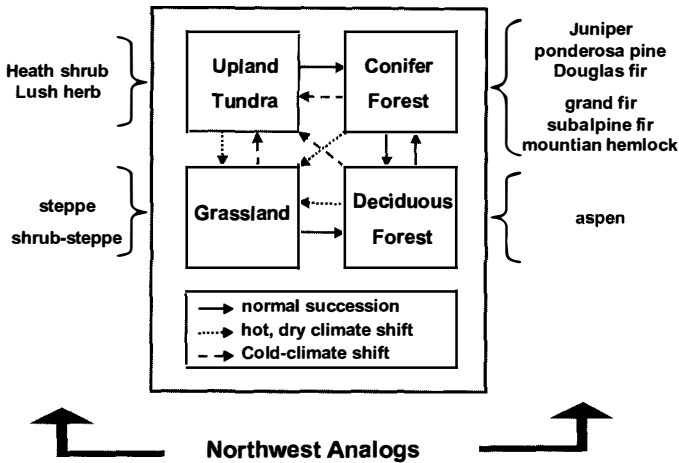 Heath shrub
Lush herb
Upland
Tundra
Conifer
Forest
Juniper
ponderosa pine
Douglas fir
grand fir
subalpine fir
mountian hemlock
steppe
shrub-steppe
Grassland
Deciduous
Forest
aspen
normal succession
hot, dry climate shift
Cold-climate shift
Northwest Analogs